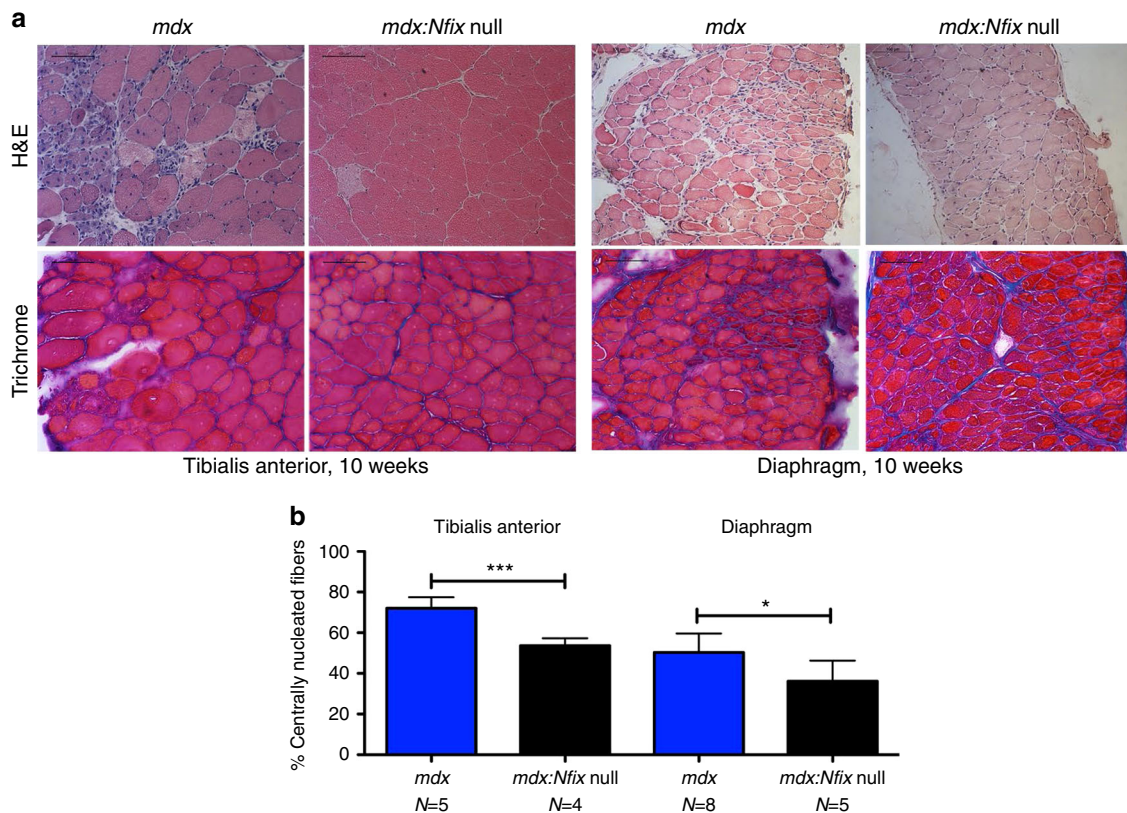 a
mdx
mdx:Nfix null
mdx
mdx:Nfix null
H&E
Trichrome
Tibialis anterior, 10 weeks
Diaphragm, 10 weeks
b
Tibialis anterior
Diaphragm
% Centrally nucleated fibers
100
80
60
40
20
0
***
*
mdx
mdx:Nfix null
mdx
mdx:Nfix null
N=5
N=4
N=8
N=5